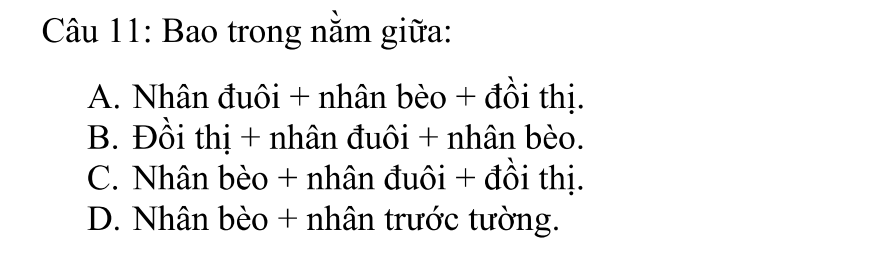 Câu 11: Bao trong nằm giữa:
A. Nhân đuôi + nhân bèo + đồi thị.
B. Đồi thị + nhân đuôi + nhân bèo.
C. Nhân bèo + nhân đuôi + đồi thị.
D. Nhân bèo + nhân trước tường.